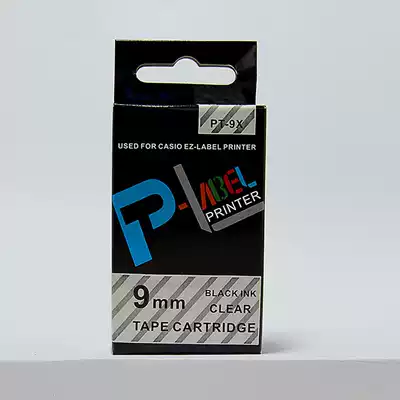 PT-9X
USED FOR CASIO EZ-LABEL PRINTER
P-LABEL
PRINTER
9mm
BLACK INK
CLEAR
TAPE CARTRIDGE